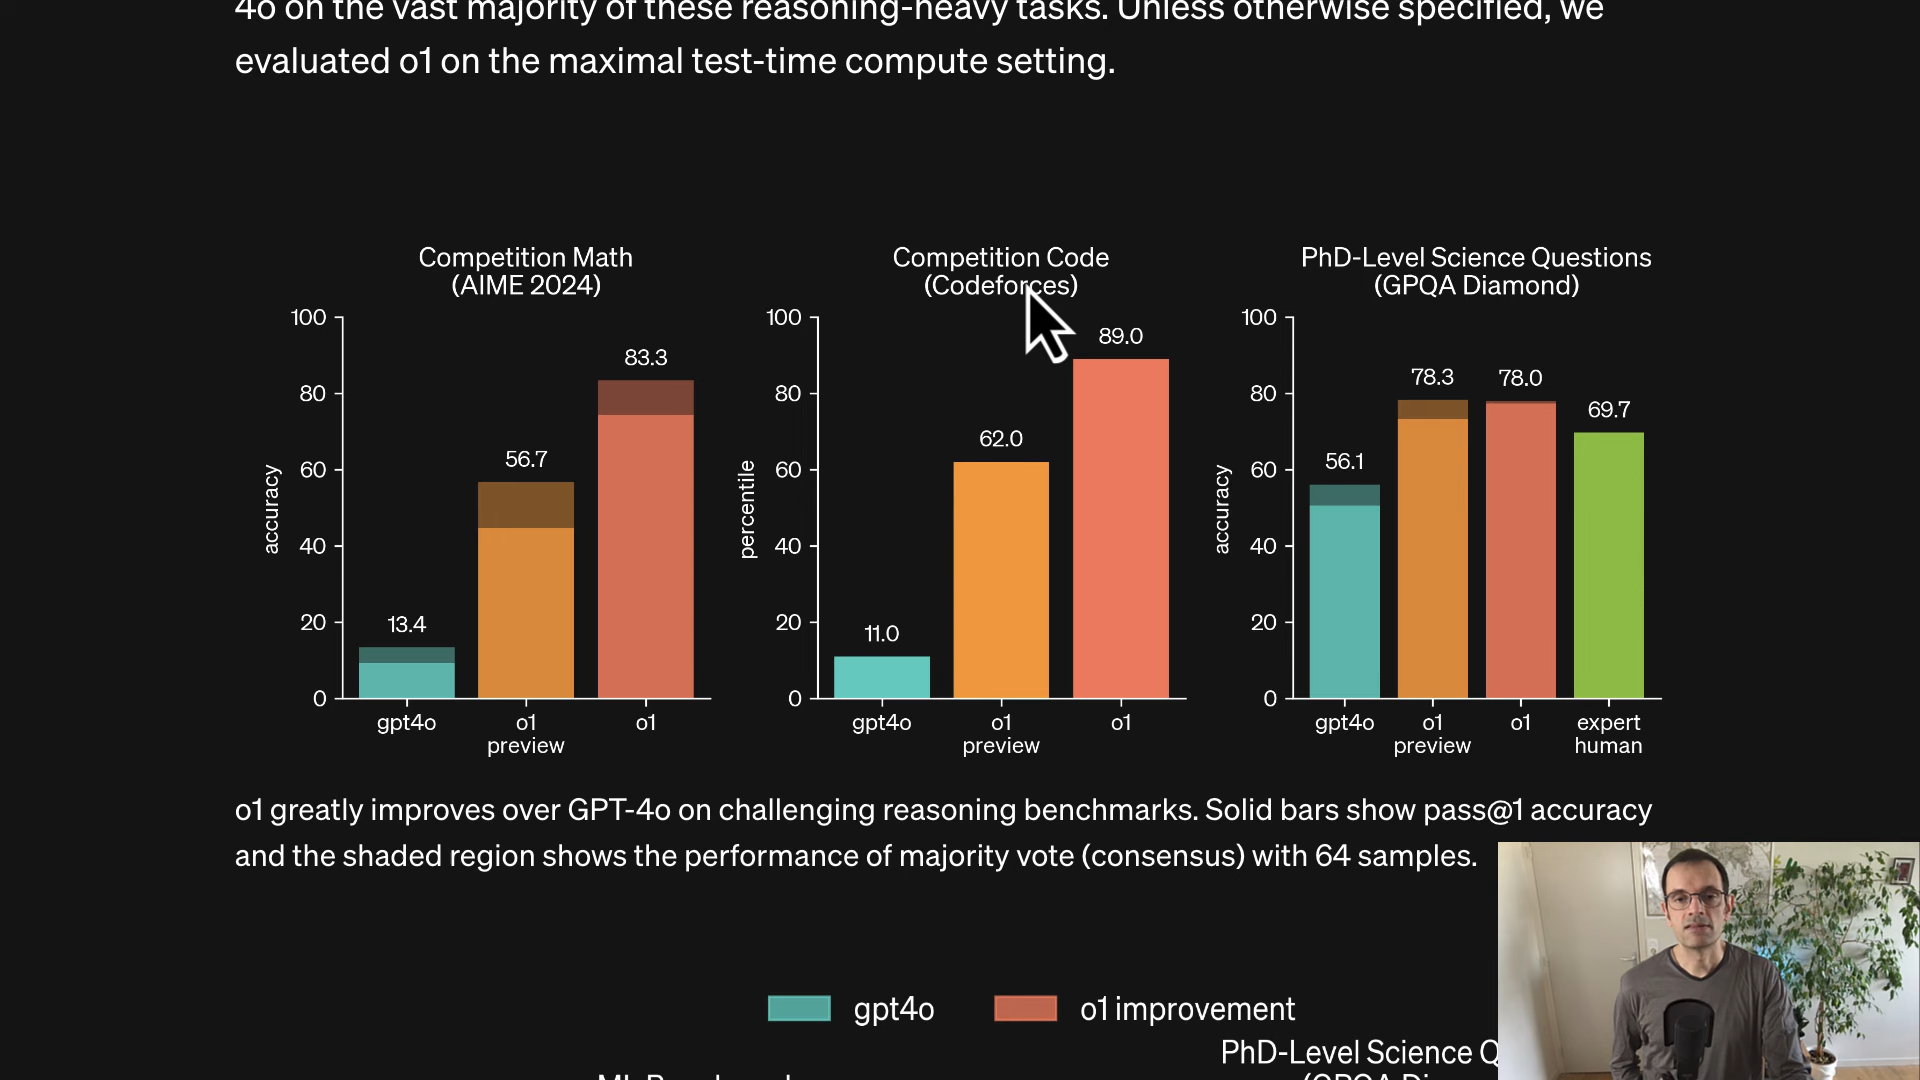 4o on the vast majority of these reasoning-heavy tasks. Unless otherwise specified, we
evaluated o1 on the maximal test-time compute setting.
Competition Math
(AIME 2024)
accuracy
100
80
60
40
20
0
13.4
56.7
83.3
gpt4o
o1
preview
o1
Competition Code
(Codeforces)
percentile
100
80
60
40
20
0
11.0
62.0
89.0
gpt4o
o1
preview
o1
PhD-Level Science Questions
(GPQA Diamond)
accuracy
100
80
60
40
20
0
56.1
78.3
78.0
69.7
gpt4o
o1
preview
o1
expert
human
o1 greatly improves over GPT-4o on challenging reasoning benchmarks. Solid bars show pass@1 accuracy
and the shaded region shows the performance of majority vote (consensus) with 64 samples.
gpt4o
o1 improvement
PhD-Level Science Q